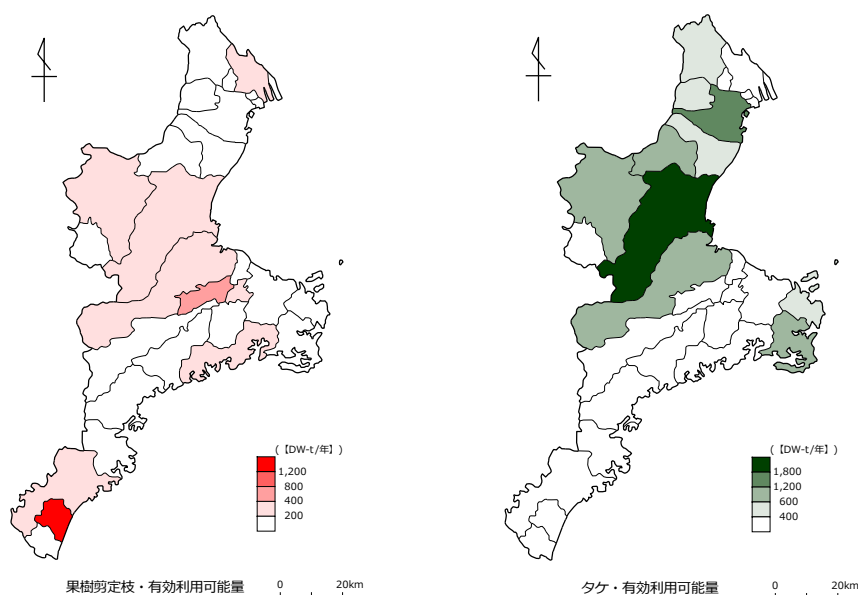 (【DW-t/年】)
1,200
800
400
200
果樹剪定枝・有効利用可能量
0 20km
(【DW-t/年】)
1,800
1,200
600
400
タケ・有効利用可能量
0 20km